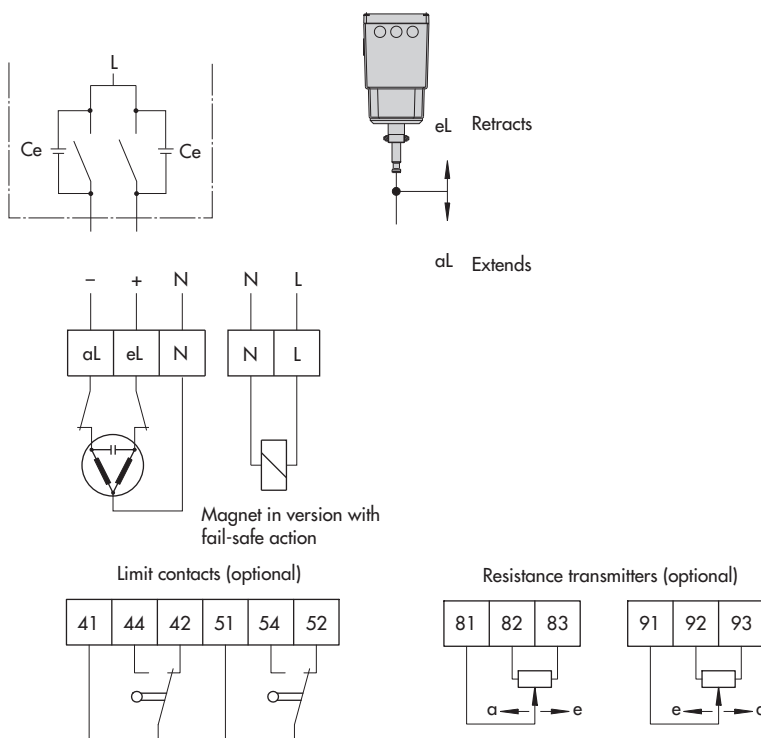 L
Ce Ce
eL Retracts
aL Extends
– + N N L
aL eL N N L
Magnet in version with
fail-safe action
Limit contacts (optional)
Resistance transmitters (optional)
41 44 42 51 54 52
81 82 83 91 92 93
a e e a